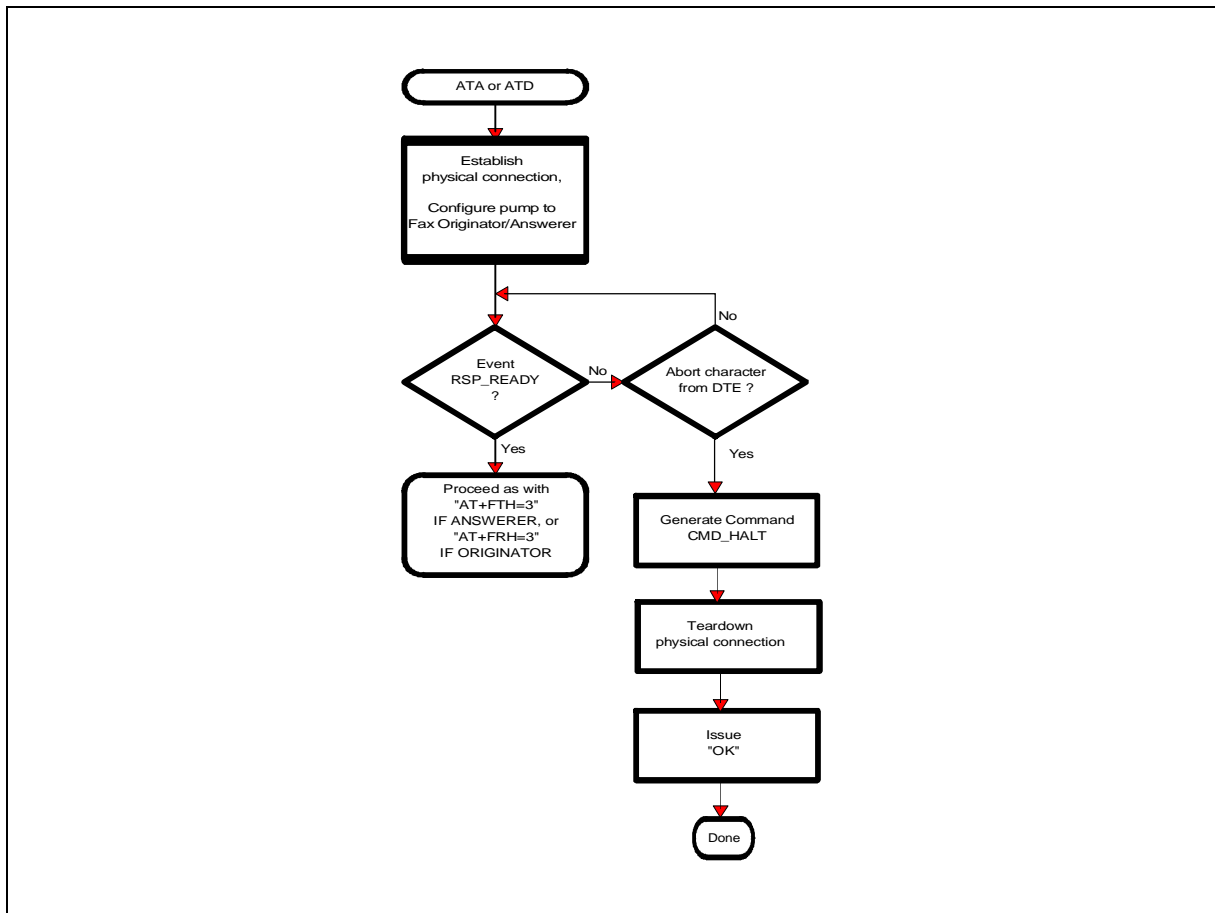 ATA or ATD
Establish
physical connection,
Configure pump to
Fax Originator/Answerer
No
Event
RSP_READY
?
No
Abort character
from DTE ?
Yes
Yes
Proceed as with
"AT+FTH=3"
IF ANSWERER, or
"AT+FRH=3"
IF ORIGINATOR
Generate Command
CMD_HALT
Teardown
physical connection
Issue
"OK"
Done